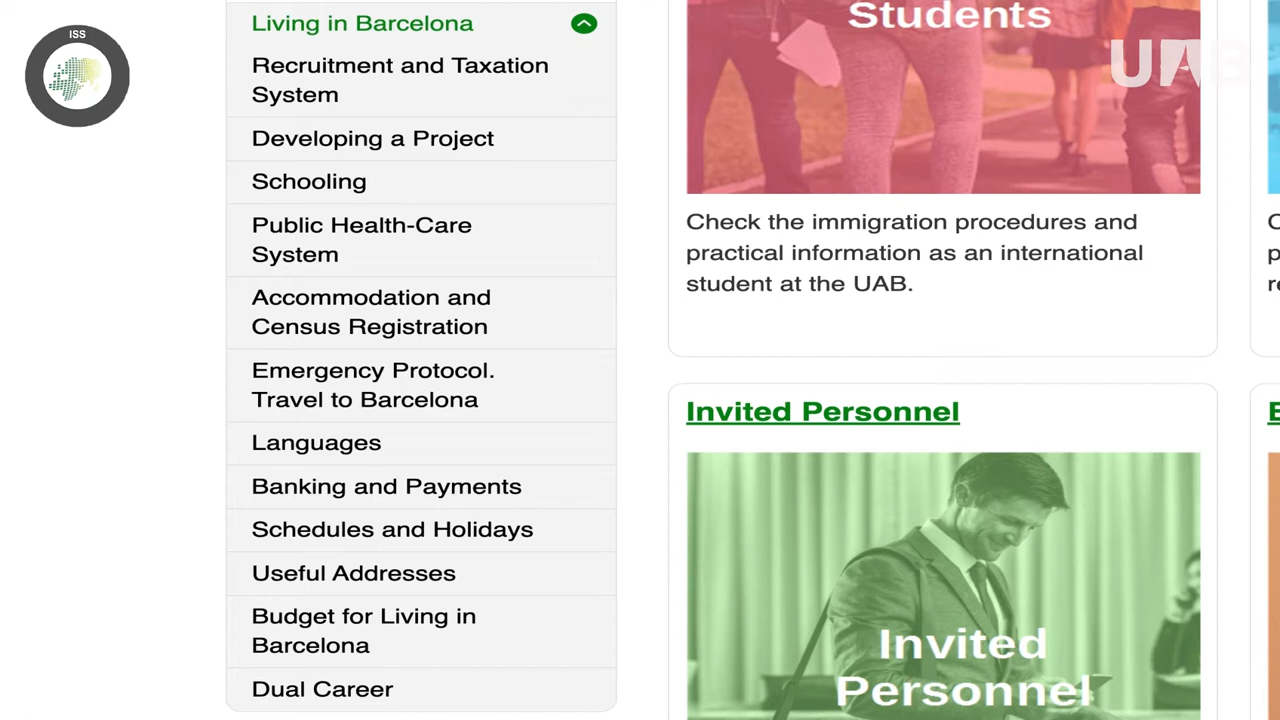 ISS
Living in Barcelona
Recruitment and Taxation
System
Developing a Project
Schooling
Public Health-Care
System
Accommodation and
Census Registration
Emergency Protocol.
Travel to Barcelona
Languages
Banking and Payments
Schedules and Holidays
Useful Addresses
Budget for Living in
Barcelona
Dual Career
Students
UAB
Check the immigration procedures and
practical information as an international
student at the UAB.
Invited Personnel
Invited
Personnel